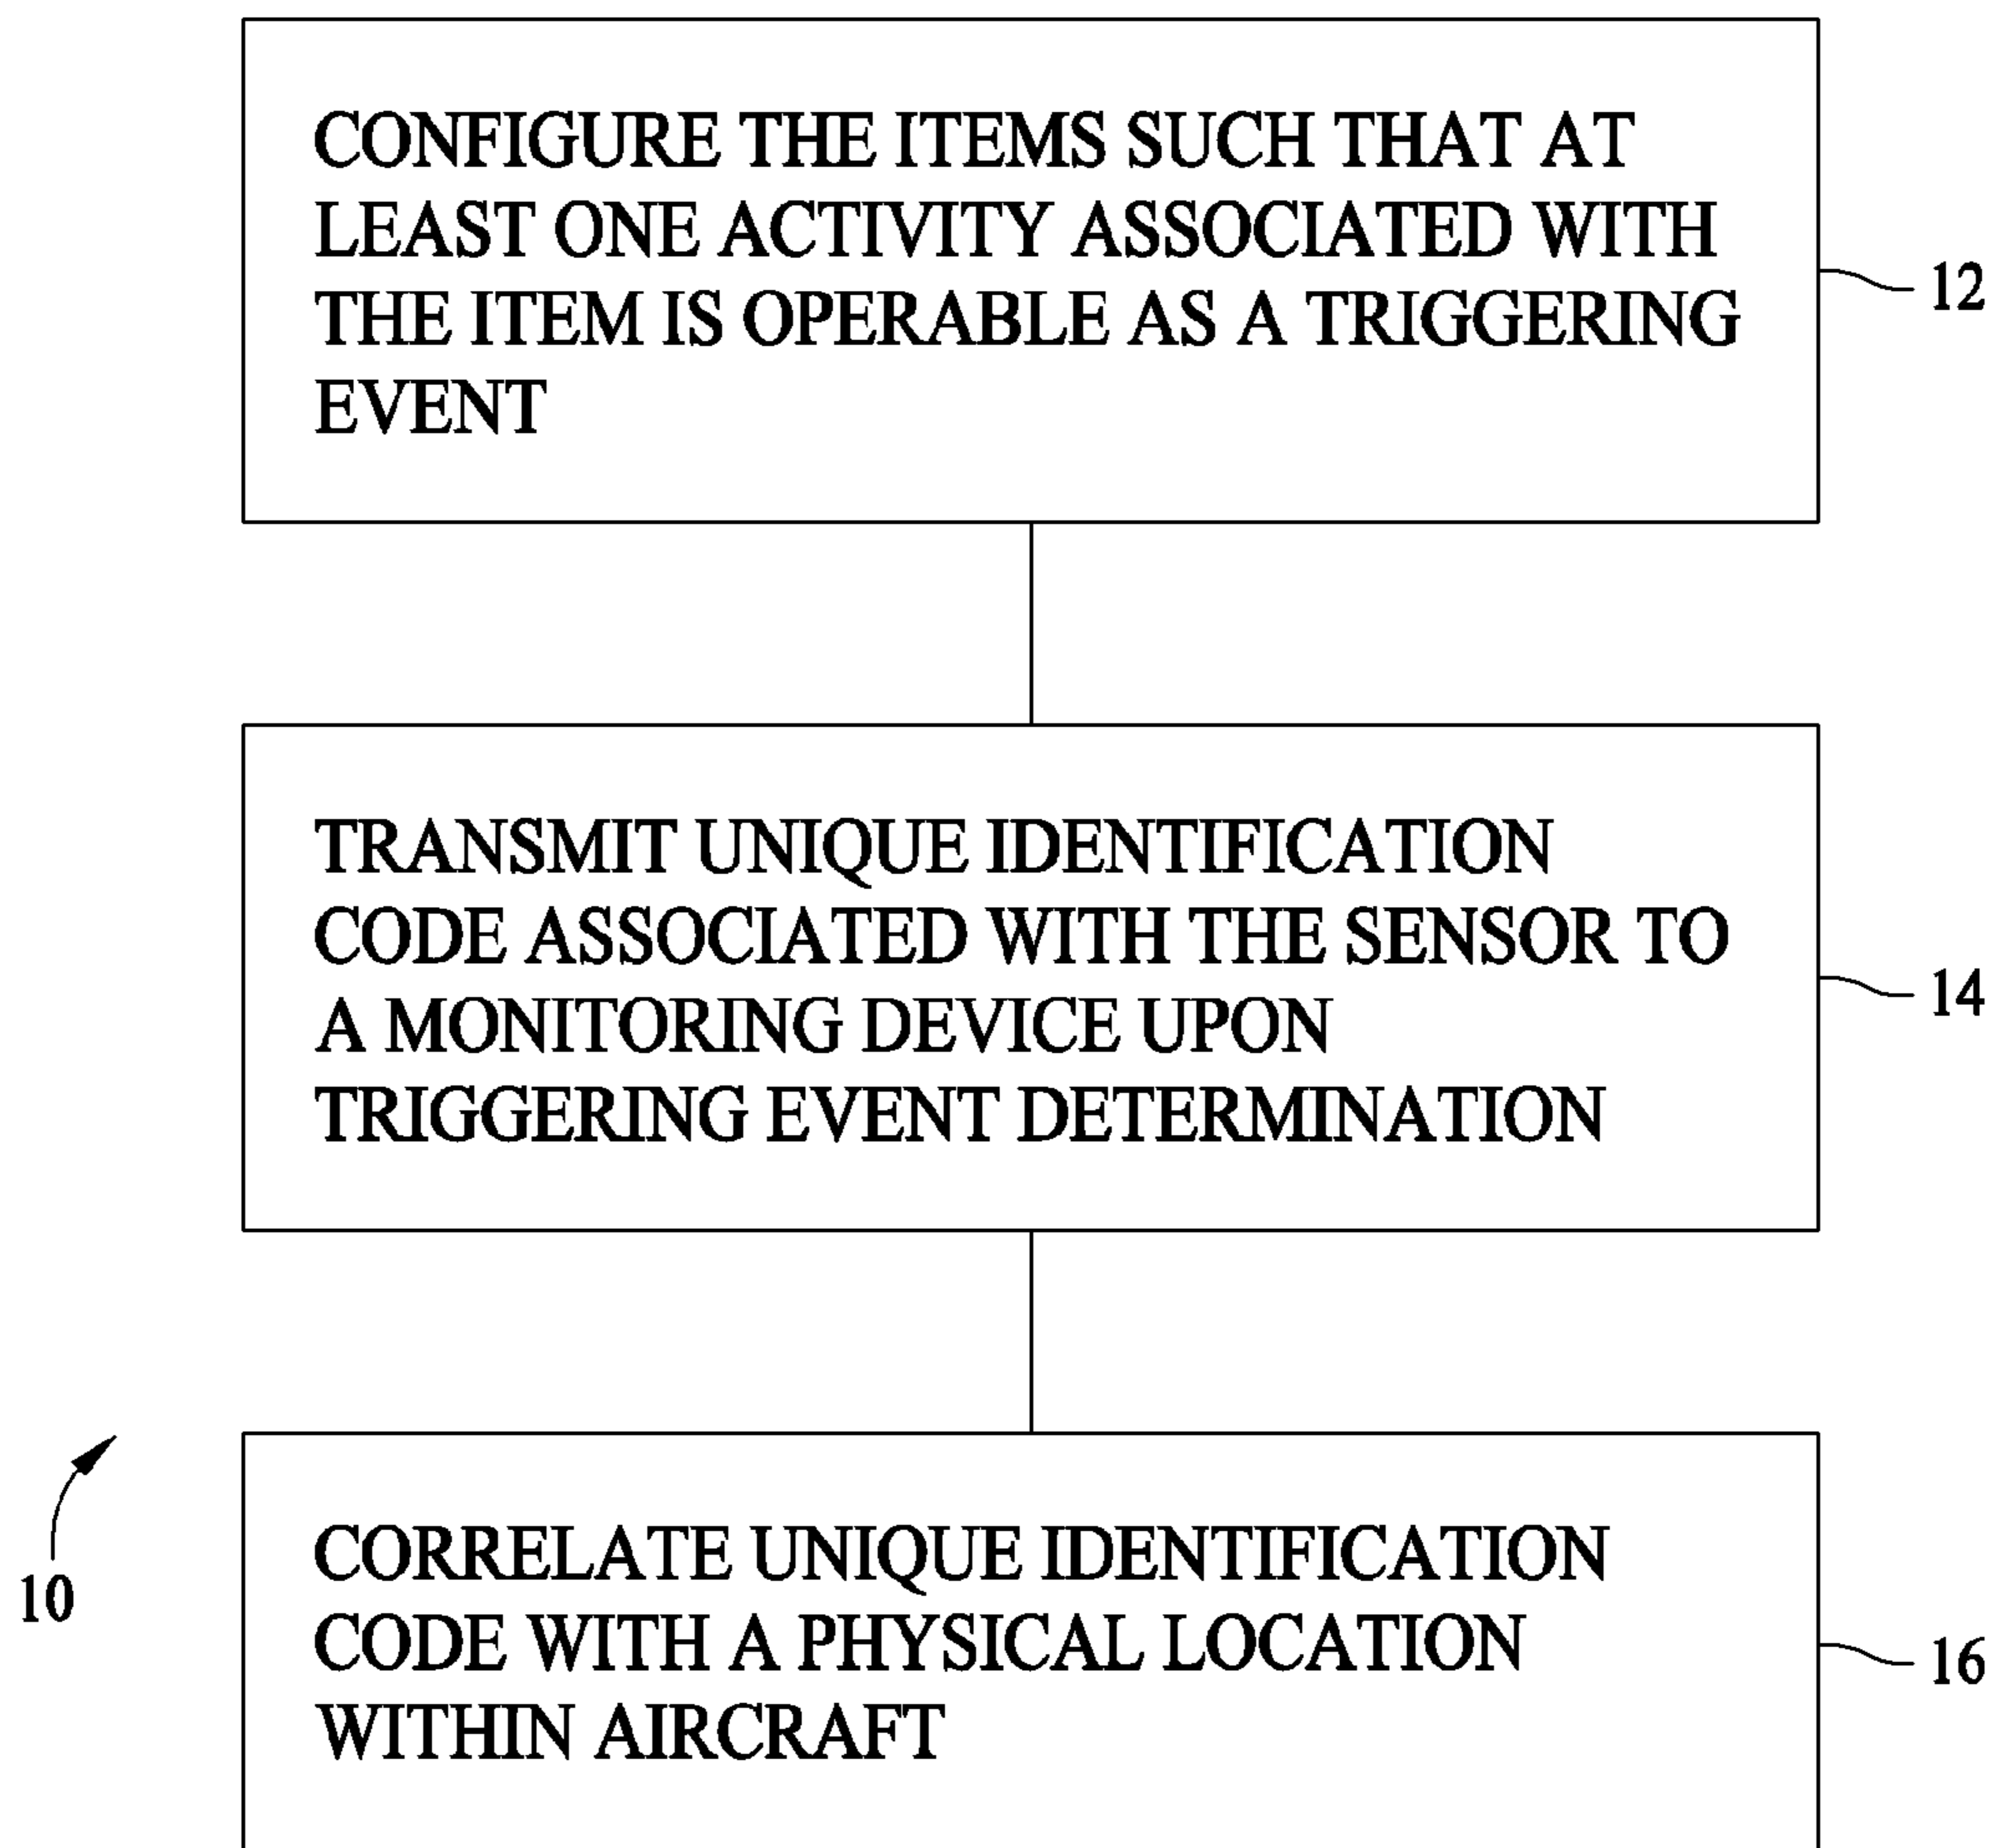 CONFIGURE THE ITEMS SUCH THAT AT
LEAST ONE ACTIVITY ASSOCIATED WITH
THE ITEM IS OPERABLE AS A TRIGGERING
EVENT
12
TRANSMIT UNIQUE IDENTIFICATION
CODE ASSOCIATED WITH THE SENSOR TO
A MONITORING DEVICE UPON
TRIGGERING EVENT DETERMINATION
14
CORRELATE UNIQUE IDENTIFICATION
CODE WITH A PHYSICAL LOCATION
WITHIN AIRCRAFT
16
10